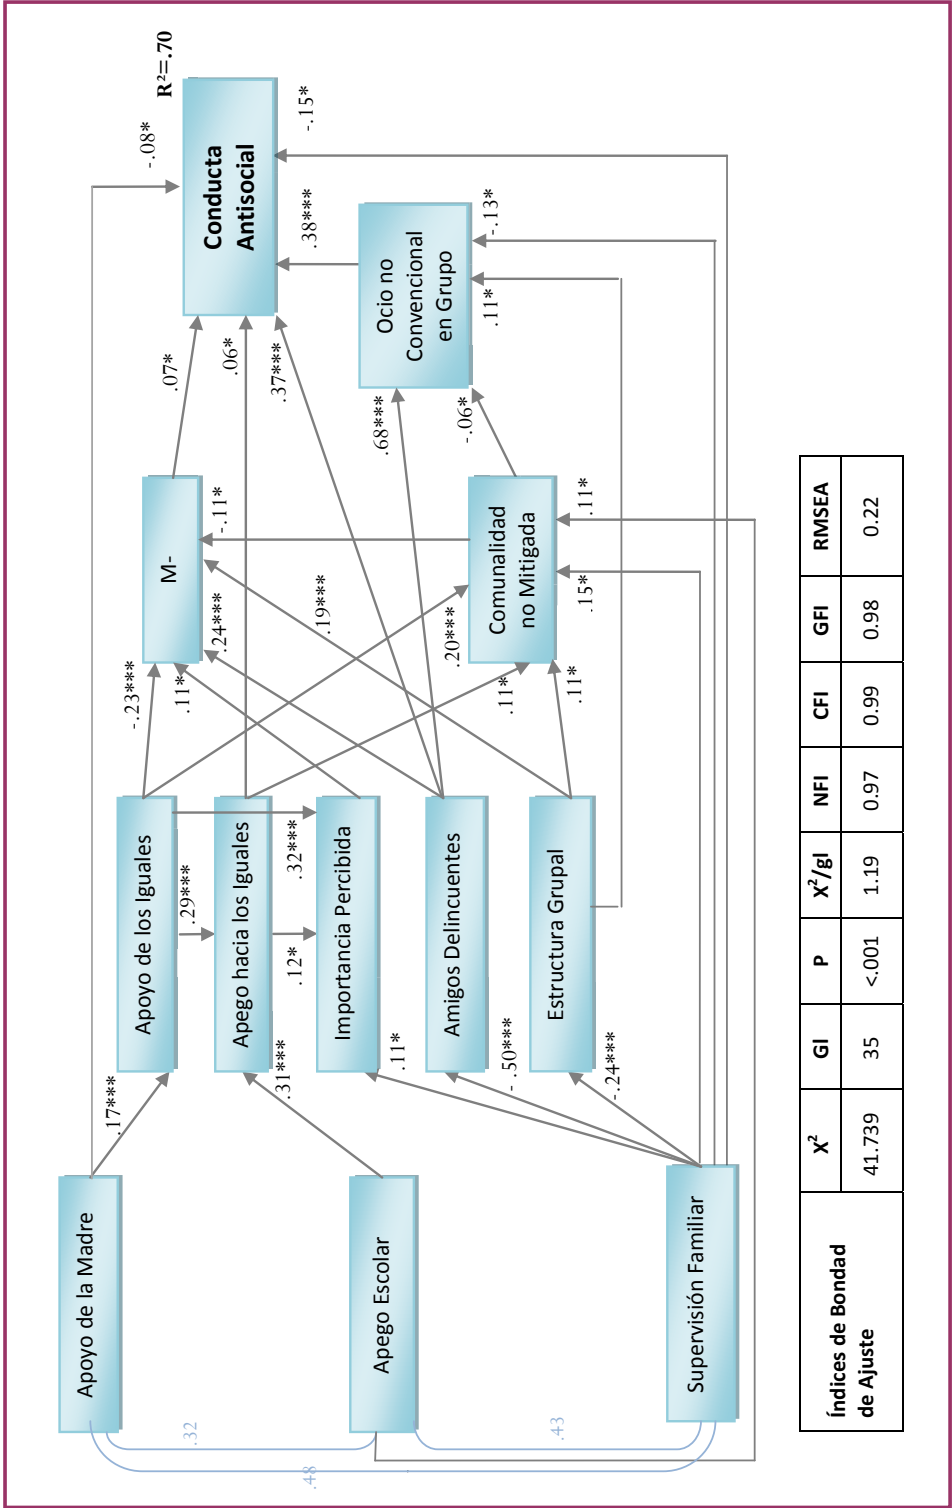 Apoyo de la Madre
Apego Escolar
Supervisión Familiar
.32
.48
.43
.17***
.31***
.11*
-.50***
-.24***
Apoyo de los Iguales
.29***
Apego hacia los Iguales
.32***
.12*
Importancia Percibida
Amigos Delincuentes
Estructura Grupal
-.23***
.11*
.24***
.19***
.20***
.11*
.11*
.15*
.11*
M-
-.11*
Comunalidad
no Mitigada
.07*
.06*
.37***
.68***
-.06*
.11*
-.13*
Ocio no
Convencional
en Grupo
.38***
-.08*
-.15*
Conducta
Antisocial
R²=.70
Índices de Bondad
de Ajuste
X² Gl P X²/gl NFI CFI GFI RMSEA
41.739 35 <.001 1.19 0.97 0.99 0.98 0.22